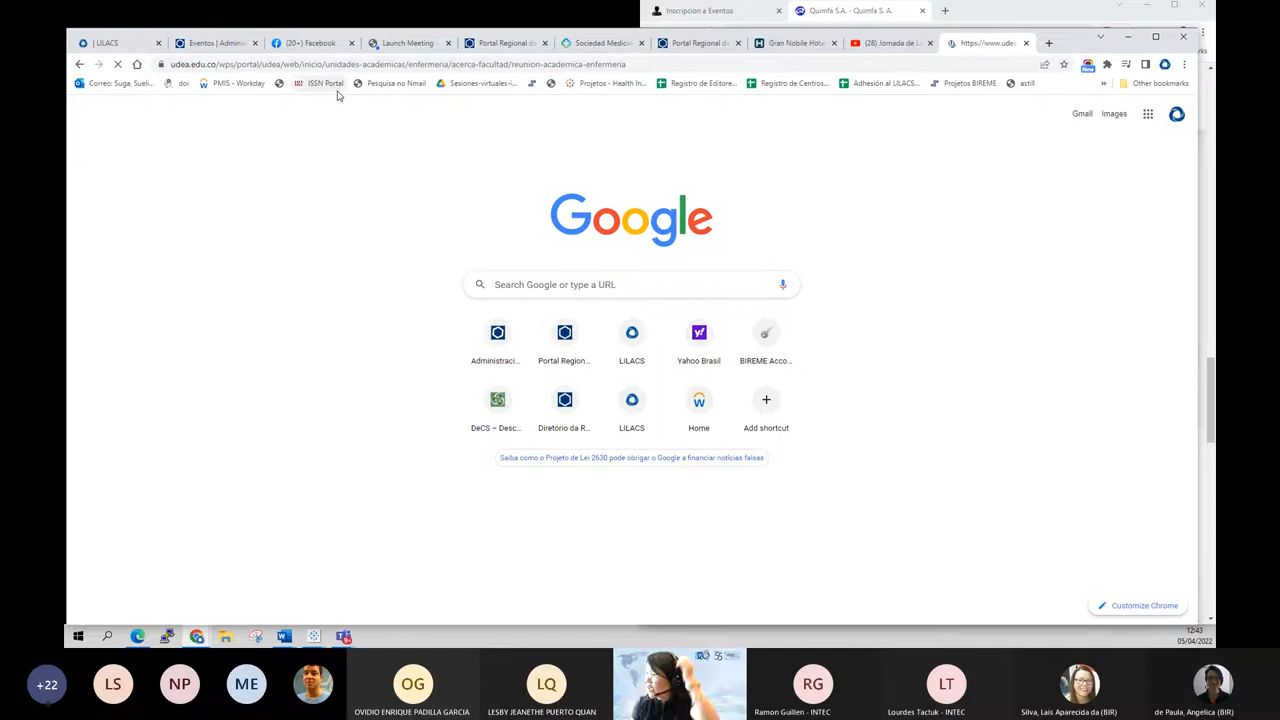 Inscripcion a Eventos
Quimfa S.A. - Quimfa S. A.
| LILACS
Eventos | Adminis
(20+) Facebook
Launch Meeting -
Portal Regional da
Sociedad Medicin
Portal Regional da
Gran Nobile Hote
(28) Jornada de L
https://www.udea
udea.edu.co/wps/portal/udea/web/inicio/unidades-academicas/enfermeria/acerca-facultad/reunion-academica-enfermeria
New
Correo: Suga, Sueli...
doi
PMIS - Workday
ISSN Portal
Pesquisa no Nmail
Sesiones-virtuales-i...
Projetos - Health In...
Registro de Editore...
Registro de Centros...
Adhesión al LILACS...
Projetos BIREME
astill
»
Other bookmarks
Gmail
Images
Google
Search Google or type a URL
Administraci...
Portal Region...
LILACS
Yahoo Brasil
BIREME Acco...
DeCS – Desc...
Diretório da R...
LILACS
Home
Add shortcut
Saiba como o Projeto de Lei 2630 pode obrigar o Google a financiar notícias falsas
Customize Chrome
12:43
05/04/2022
+22
LS
NP
ME
OG
LQ
RG
LT
OVIDIO ENRIQUE PADILLA GARCIA
LESBY JEANETHE PUERTO QUAN
Ramon Guillen - INTEC
Lourdes Tactuk - INTEC
Silva, Lais Aparecida da (BIR)
de Paula, Angelica (BIR)